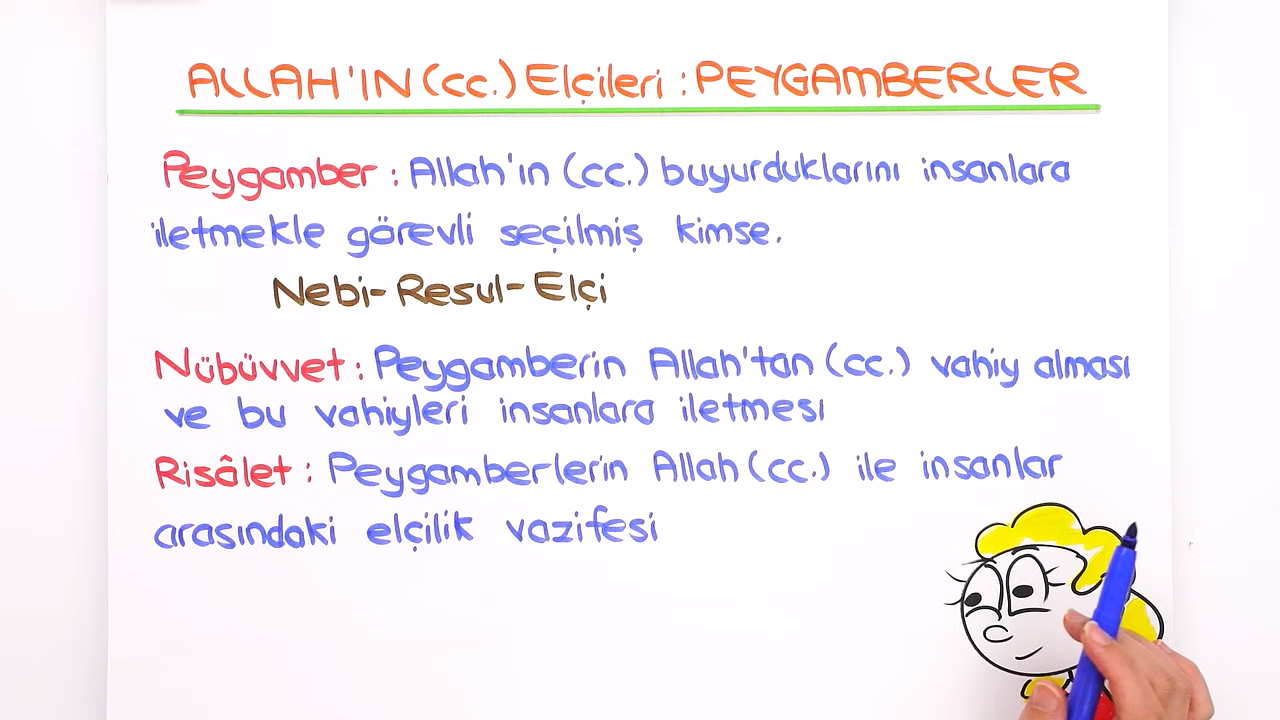 ALLAH'IN (cc.) Elçileri : PEYGAMBERLER
Peygamber : Allah'ın (cc.) buyurduklarını insanlara
iletmekle görevli seçilmiş kimse.
Nebi-Resul-Elçi
Nübüvvet : Peygamberin Allah'tan (cc.) vahiy alması
ve bu vahiyleri insanlara iletmesi
Risâlet : Peygamberlerin Allah (cc.) ile insanlar
arasındaki elçilik vazifesi